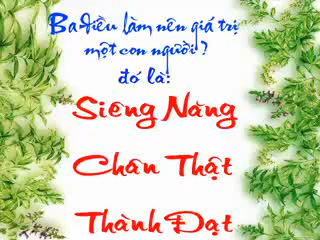 Ba điều làm nên giá trị
một con người ?
đó là:
Siêng Năng
Chân Thật
Thành Đạt